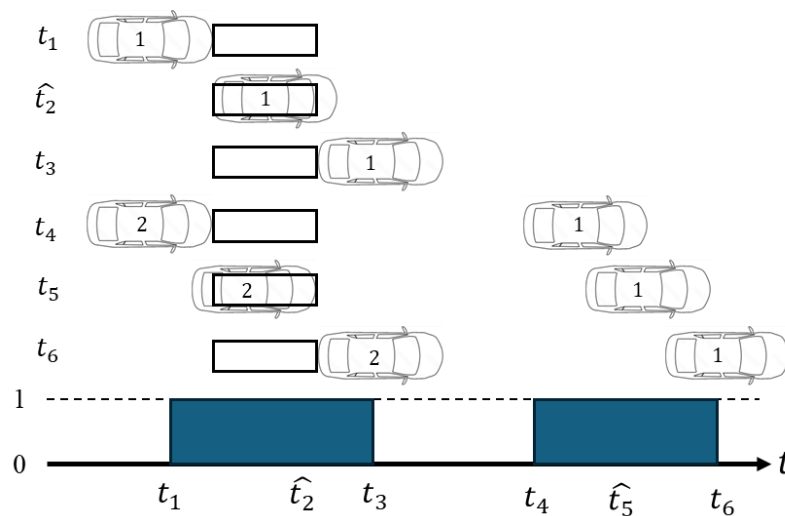 t₁ 1
t̂₂ 1
t₃ 1
t₄ 2 1
t₅ 2 1
t₆ 2 1
1
0 t
t₁ t̂₂ t₃ t₄ t̂₅ t₆